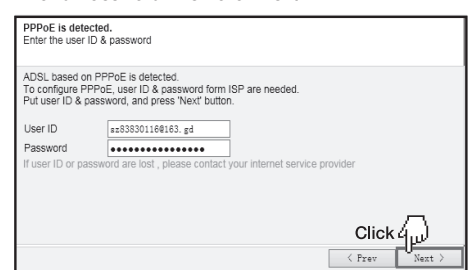 PPPoE is detected.
Enter the user ID & password
ADSL based on PPPoE is detected.
To configure PPPoE, user ID & password form ISP are needed.
Put user ID & password, and press 'Next' button.
User ID sz83830116@163.gd
Password ●●●●●●●●●●●●●●●●
If user ID or password are lost , please contact your internet service provider
Click
< Prev Next >